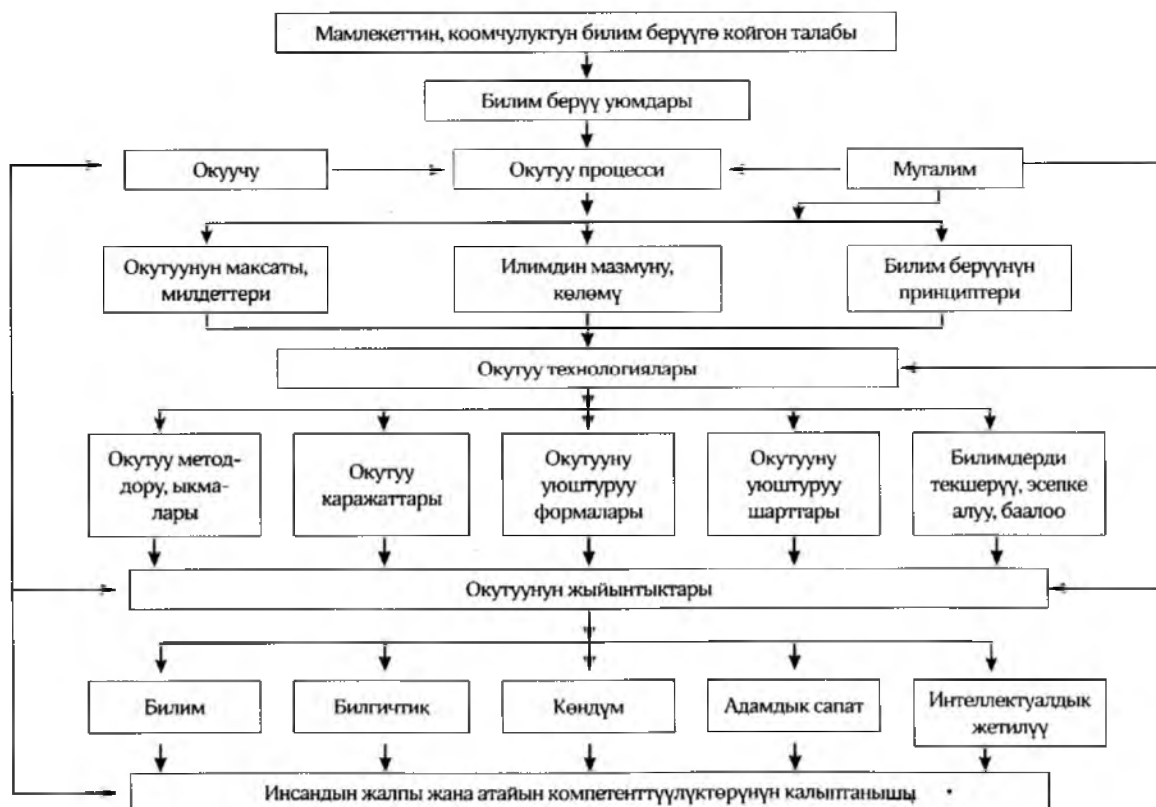 Мамлекеттин, коомчулуктун билим берүүгө койгон талабы
Билим берүү уюмдары
Окуучу
Окутуу процесси
Мугалим
Окутуунун максаты,
милдеттери
Илимдин мазмуну,
көлөмү
Билим берүүнүн
принциптери
Окутуу технологиялары
Окутуу метод-
дору, ыкма-
лары
Окутуу
каражаттары
Окутууну
уюштуруу
формалары
Окутууну
уюштуруу
шарттары
Билимдерди
текшерүү, эсепке
алуу, баалоо
Окутуунун жыйынтыктары
Билим
Билгичтик
Көндүм
Адамдык сапат
Интеллектуалдык
жетилүү
Инсандын жалпы жана атайын компетенттүүлүктөрүнүн калыптанышы